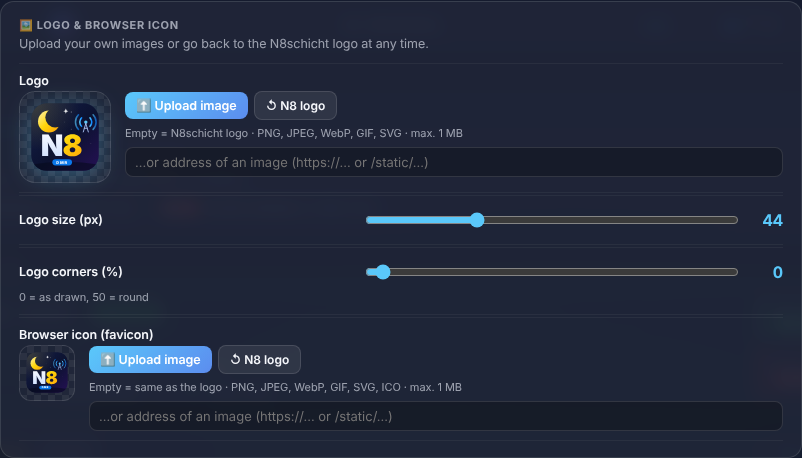 🖼️ LOGO & BROWSER ICON
Upload your own images or go back to the N8schicht logo at any time.
Logo
N8
⬆️ Upload image
↺ N8 logo
Empty = N8schicht logo · PNG, JPEG, WebP, GIF, SVG · max. 1 MB
...or address of an image (https://... or /static/...)
Logo size (px)
44
Logo corners (%)
0
0 = as drawn, 50 = round
Browser icon (favicon)
N8
⬆️ Upload image
↺ N8 logo
Empty = same as the logo · PNG, JPEG, WebP, GIF, SVG, ICO · max. 1 MB
...or address of an image (https://... or /static/...)